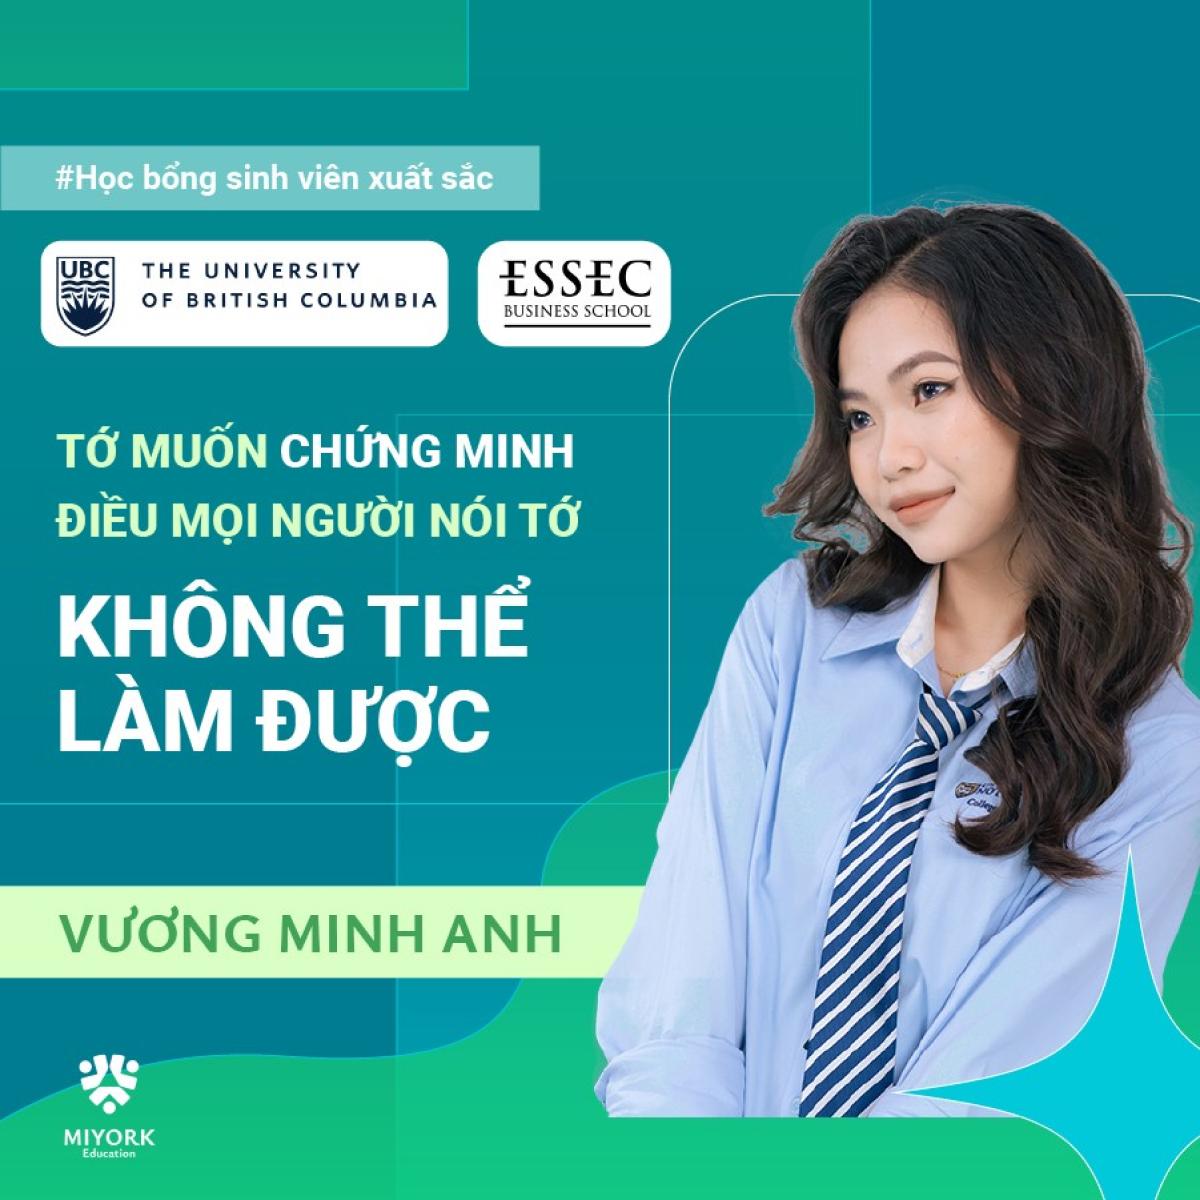 #Học bổng sinh viên xuất sắc
UBC
THE UNIVERSITY
OF BRITISH COLUMBIA
ESSEC
BUSINESS SCHOOL
TỚ MUỐN CHỨNG MINH
ĐIỀU MỌI NGƯỜI NÓI TỚ
KHÔNG THỂ
LÀM ĐƯỢC
VƯƠNG MINH ANH
MIYORK
Education